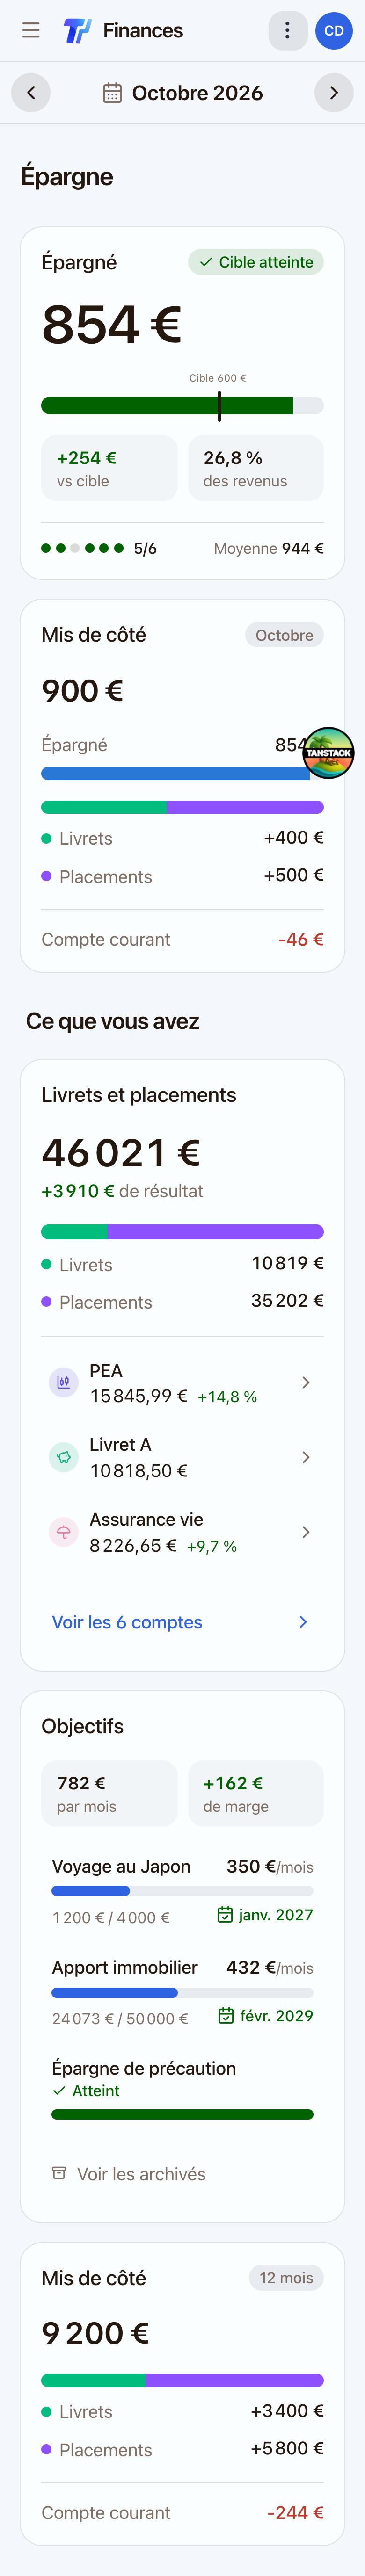 Finances
CD
Octobre 2026
Épargne
Épargné
Cible atteinte
854 €
Cible 600 €
+254 €
vs cible
26,8 %
des revenus
5/6
Moyenne 944 €
Mis de côté
Octobre
900 €
Épargné
854
TANSTACK
Livrets
+400 €
Placements
+500 €
Compte courant
-46 €
Ce que vous avez
Livrets et placements
46 021 €
+3 910 € de résultat
Livrets
10 819 €
Placements
35 202 €
PEA
15 845,99 € +14,8 %
Livret A
10 818,50 €
Assurance vie
8 226,65 € +9,7 %
Voir les 6 comptes
Objectifs
782 €
par mois
+162 €
de marge
Voyage au Japon
350 €/mois
1 200 € / 4 000 €
janv. 2027
Apport immobilier
432 €/mois
24 073 € / 50 000 €
févr. 2029
Épargne de précaution
Atteint
Voir les archivés
Mis de côté
12 mois
9 200 €
Livrets
+3 400 €
Placements
+5 800 €
Compte courant
-244 €